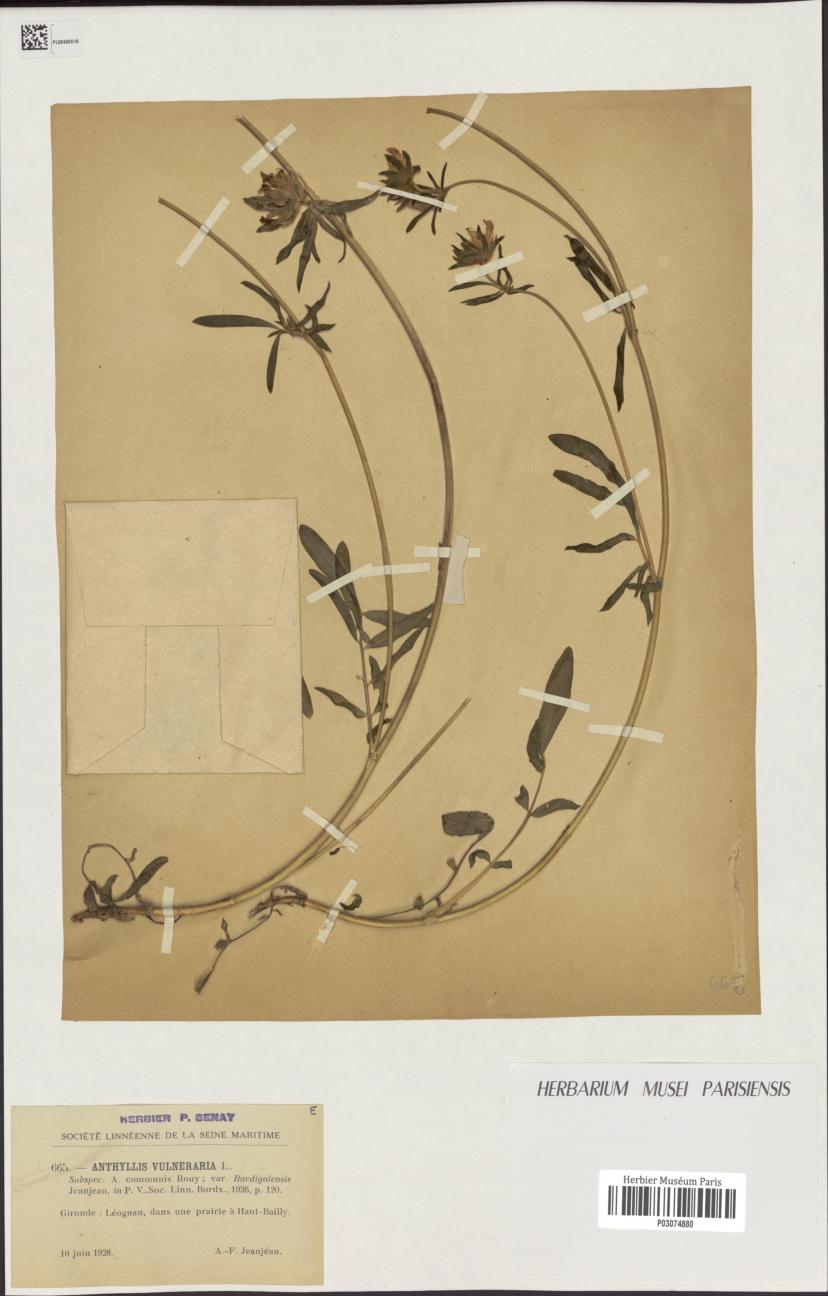 665
HERBARIUM MUSEI PARISIENSIS
Herbier Muséum Paris
P03074880
HERBIER P. SENAY
E
SOCIÉTÉ LINNÉENNE DE LA SEINE MARITIME
665. — ANTHYLLIS VULNERARIA L.
Subspec. A. communis Rouy ; var. Burdigalensis
Jeanjean, in P. V. Soc. Linn. Bordx., 1926, p. 120.
Gironde : Léognan, dans une prairie à Haut-Bailly.
10 juin 1928. A.-F. Jeanjean.